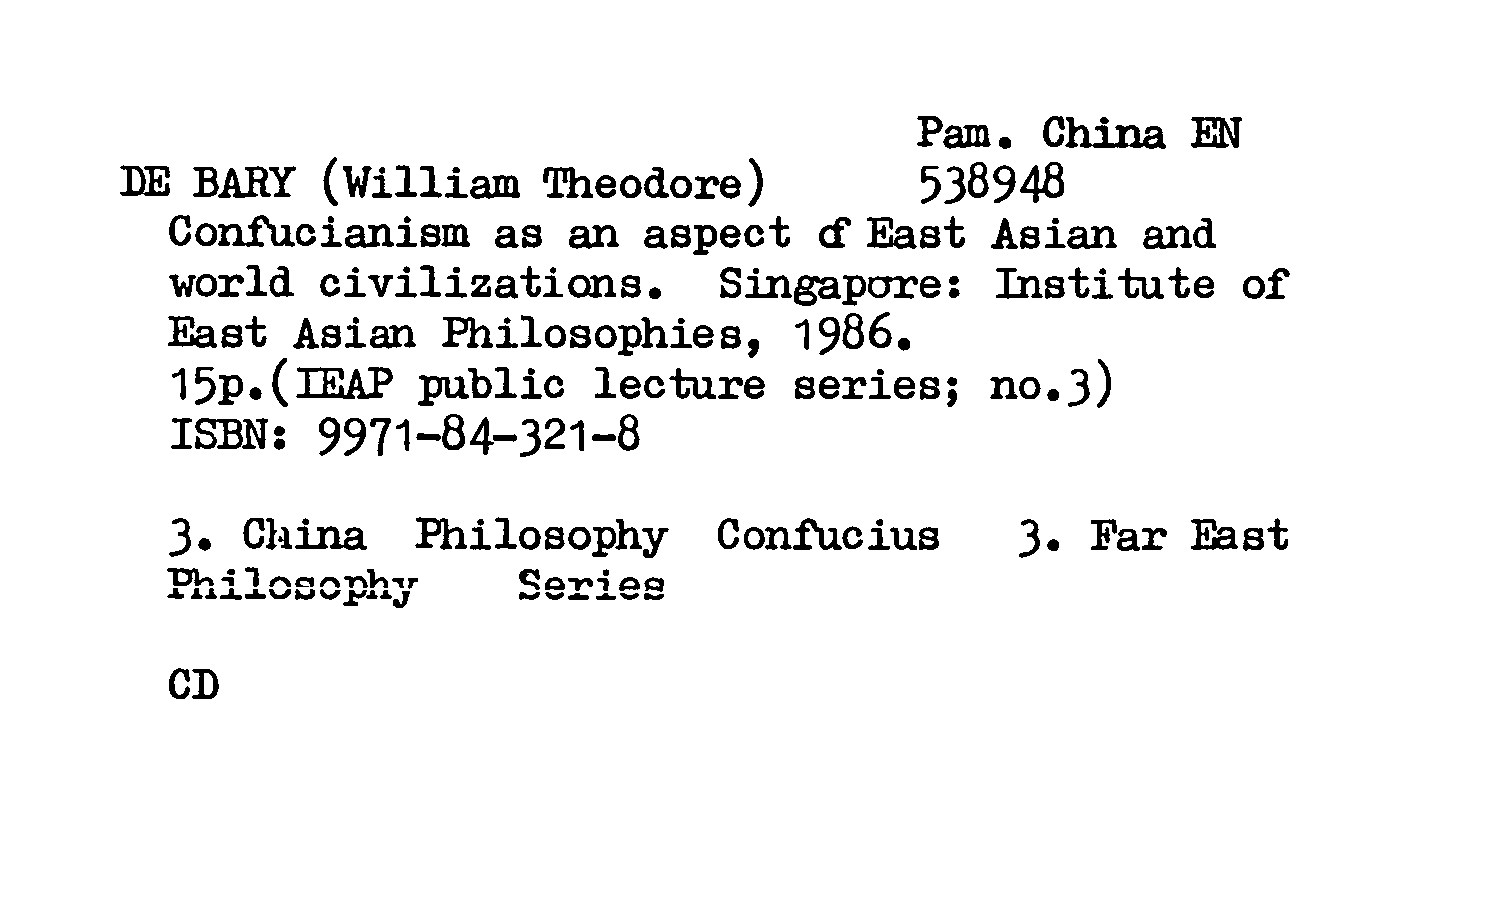 Pam. China EN
DE BARY (William Theodore) 538948
Confucianism as an aspect of East Asian and
world civilizations. Singapore: Institute of
East Asian Philosophies, 1986.
15p.(IEAP public lecture series; no.3)
ISBN: 9971-84-321-8
3. China Philosophy Confucius 3. Far East
Philosophy Series
CD